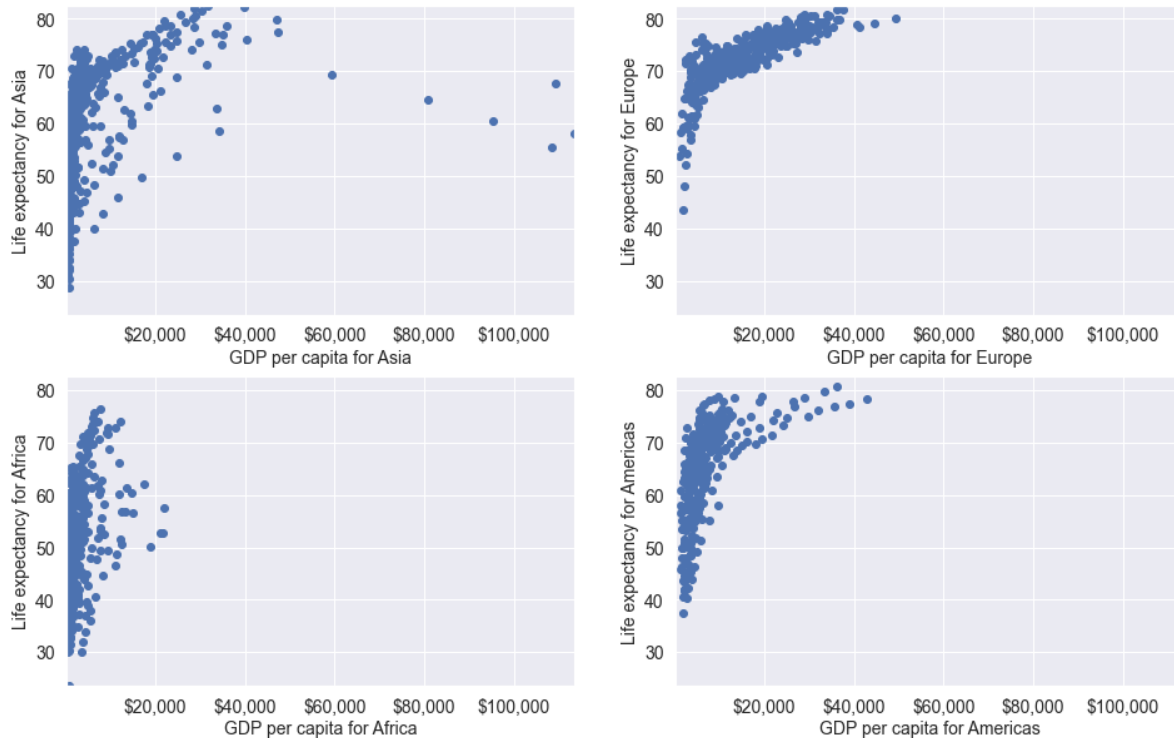 80
70
60
50
40
30
Life expectancy for Asia
$20,000 $40,000 $60,000 $80,000 $100,000
GDP per capita for Asia
80
70
60
50
40
30
Life expectancy for Europe
$20,000 $40,000 $60,000 $80,000 $100,000
GDP per capita for Europe
80
70
60
50
40
30
Life expectancy for Africa
$20,000 $40,000 $60,000 $80,000 $100,000
GDP per capita for Africa
80
70
60
50
40
30
Life expectancy for Americas
$20,000 $40,000 $60,000 $80,000 $100,000
GDP per capita for Americas